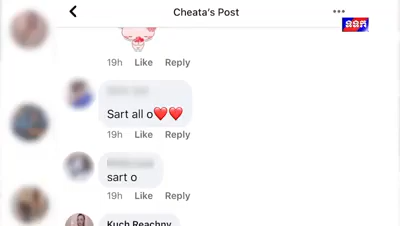 Cheata's Post
19h Like Reply
Sart all o❤️❤️
19h Like Reply
sart o
19h Like Reply
Kuch Reachny